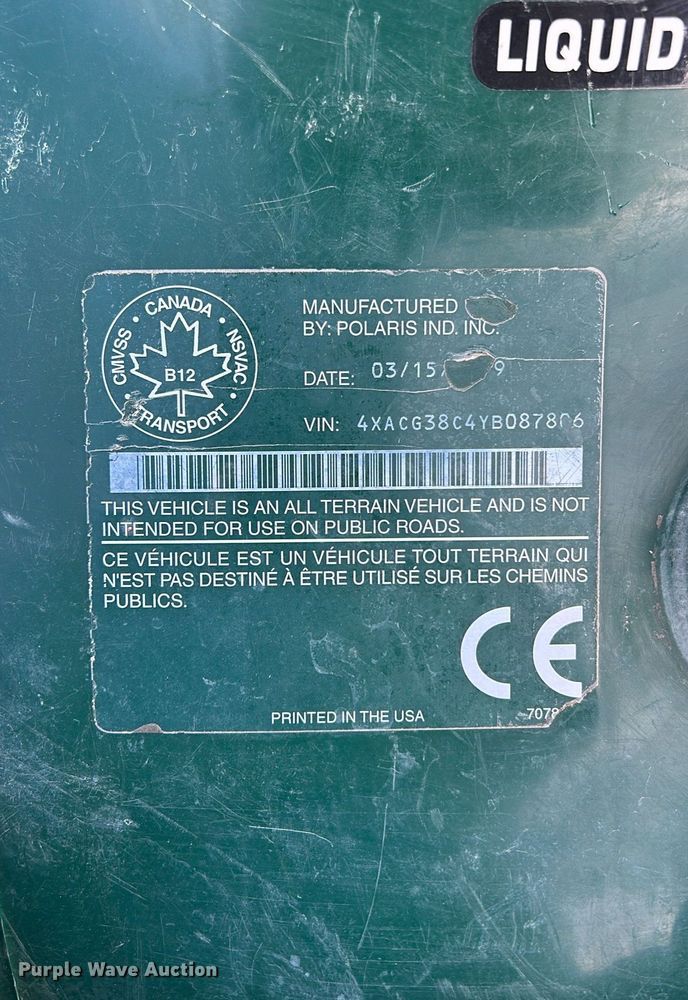 LIQUID
CANADA
CMVSS NSVAC
B12
TRANSPORT
MANUFACTURED
BY: POLARIS IND. INC.
DATE: 03/15 9
VIN:
THIS VEHICLE IS AN ALL TERRAIN VEHICLE AND IS NOT
INTENDED FOR USE ON PUBLIC ROADS.
CE VÉHICULE EST UN VÉHICULE TOUT TERRAIN QUI
N'EST PAS DESTINÉ À ÊTRE UTILISÉ SUR LES CHEMINS
PUBLICS.
CE
PRINTED IN THE USA
7078
Purple Wave Auction